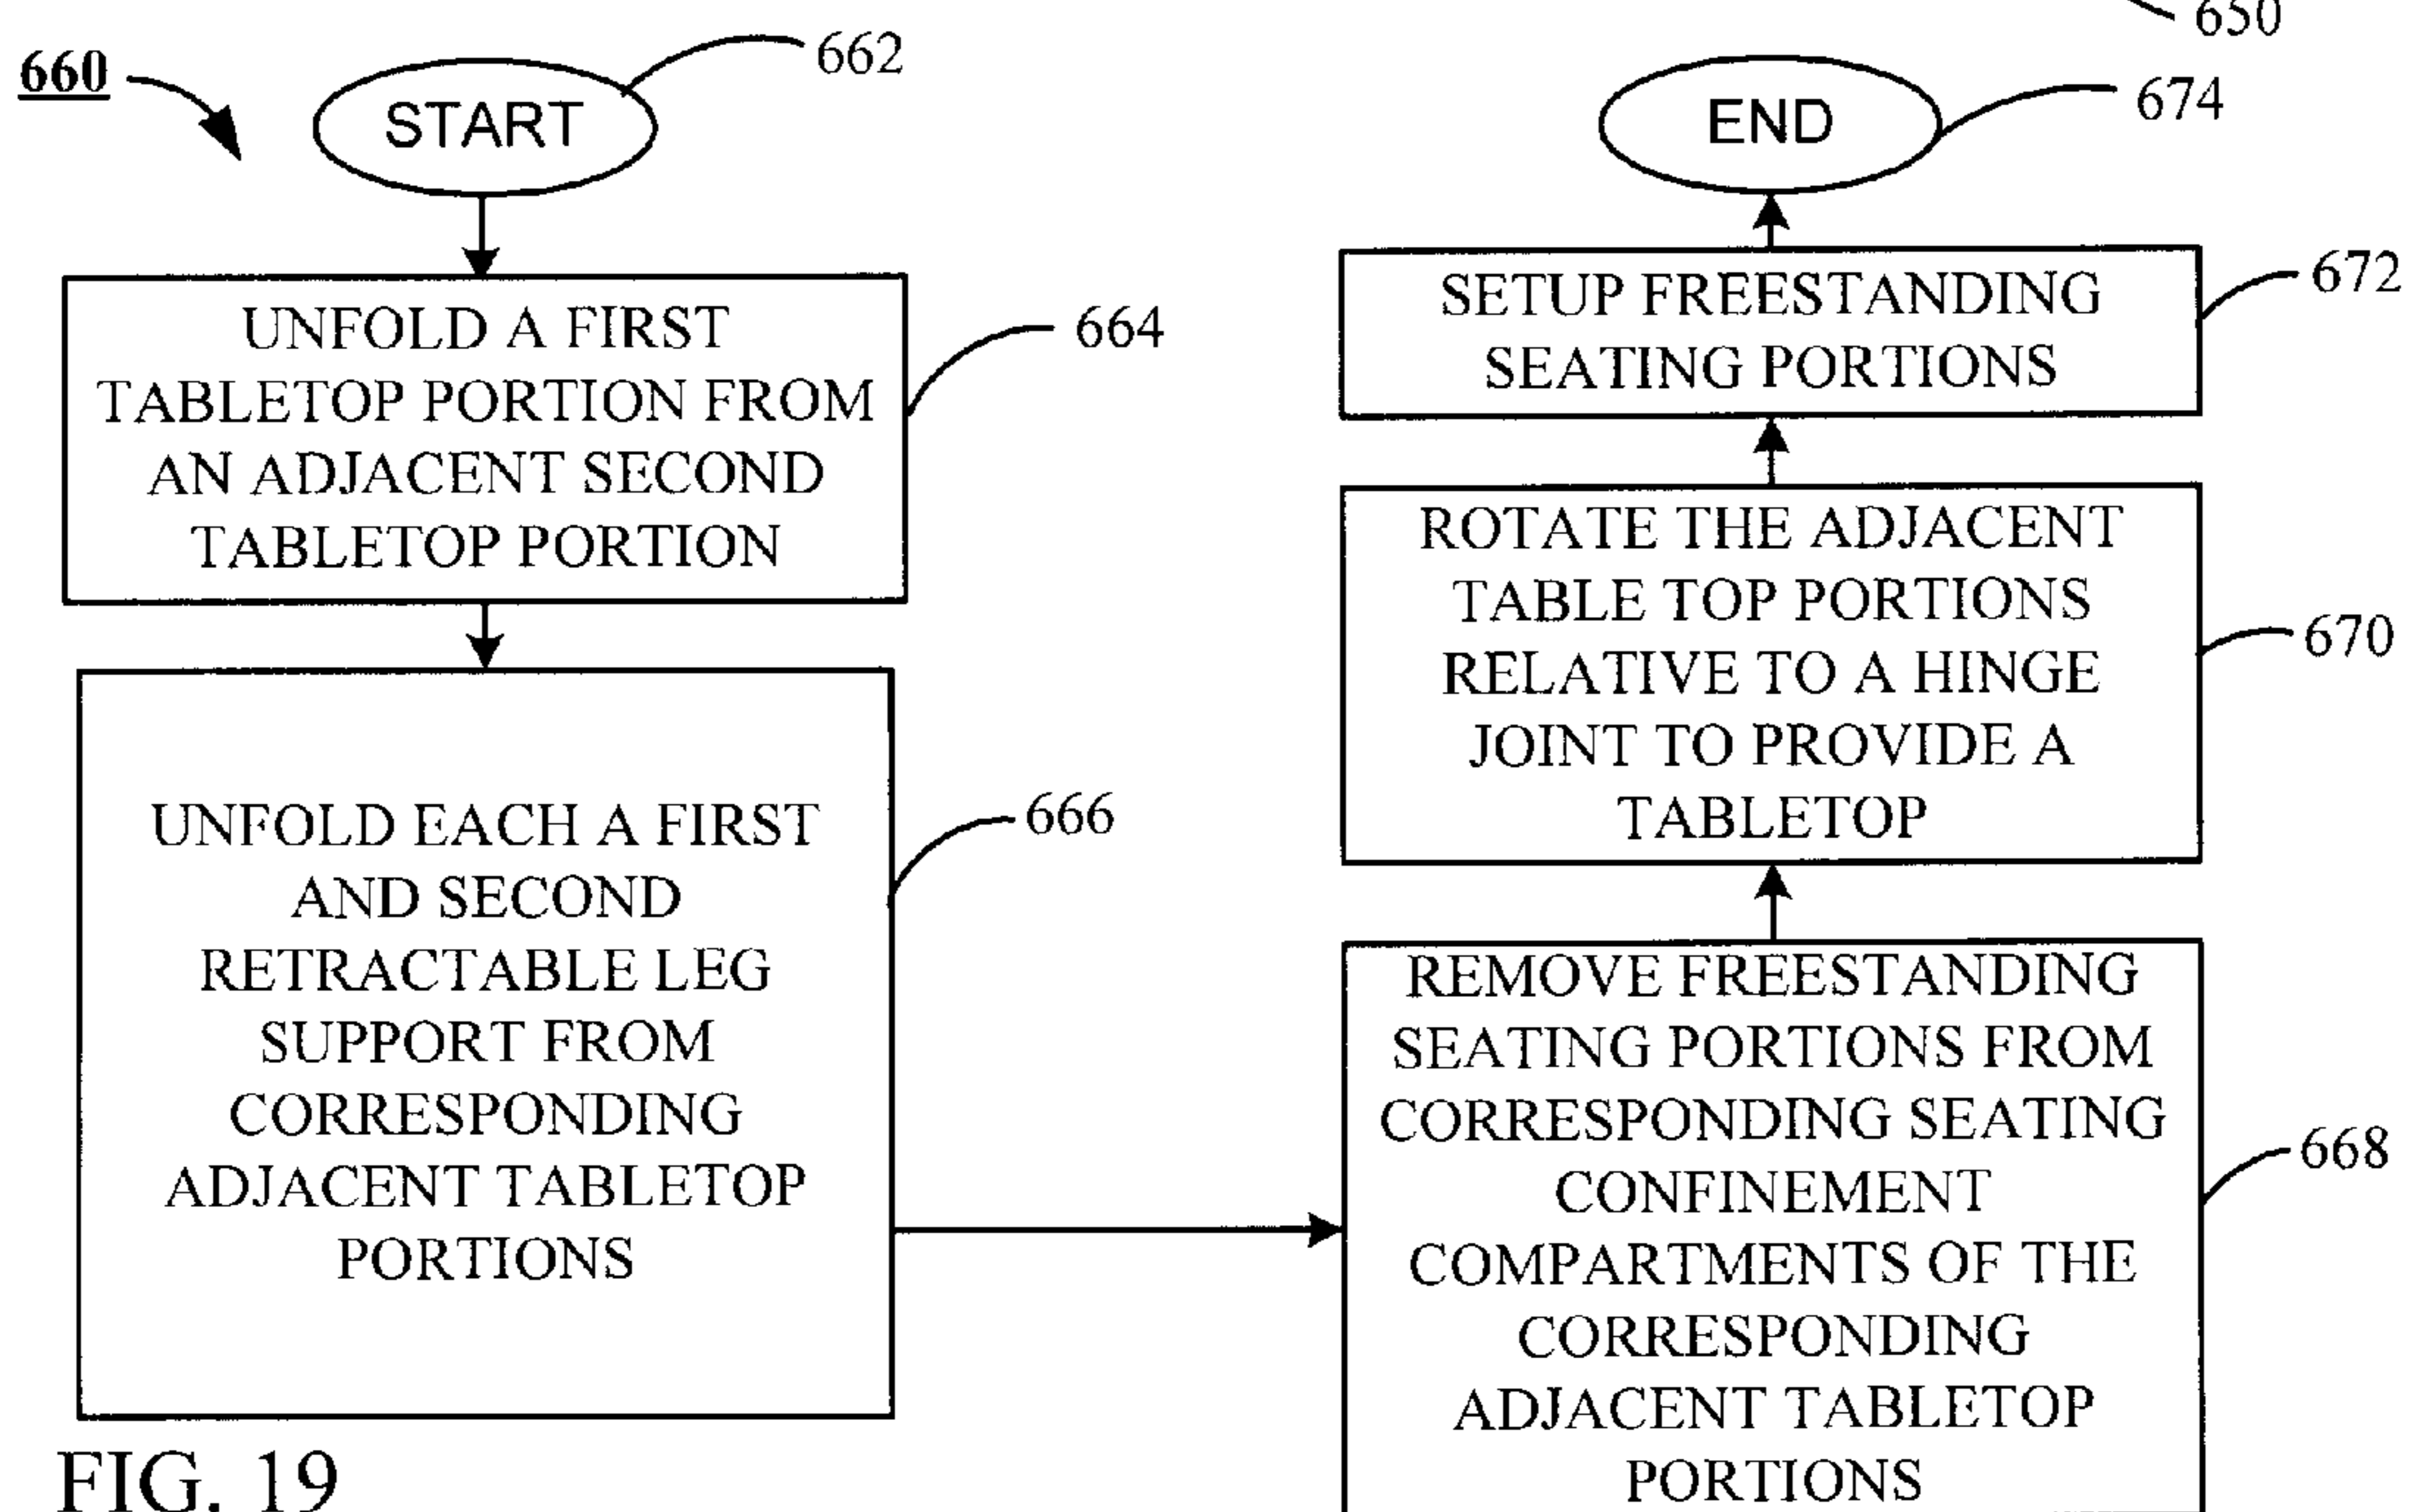 660
START
662
UNFOLD A FIRST
TABLETOP PORTION FROM
AN ADJACENT SECOND
TABLETOP PORTION
664
UNFOLD EACH A FIRST
AND SECOND
RETRACTABLE LEG
SUPPORT FROM
CORRESPONDING
ADJACENT TABLETOP
PORTIONS
666
REMOVE FREESTANDING
SEATING PORTIONS FROM
CORRESPONDING SEATING
CONFINEMENT
COMPARTMENTS OF THE
CORRESPONDING
ADJACENT TABLETOP
PORTIONS
668
ROTATE THE ADJACENT
TABLE TOP PORTIONS
RELATIVE TO A HINGE
JOINT TO PROVIDE A
TABLETOP
670
SETUP FREESTANDING
SEATING PORTIONS
672
END
674
650
FIG. 19